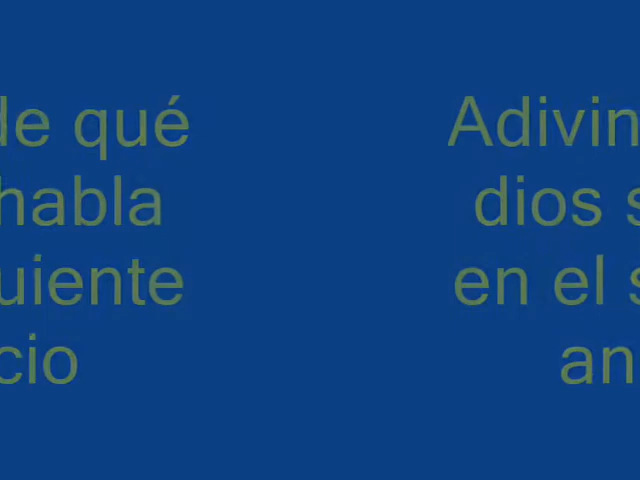 de qué
habla
uiente
cio
Adivin
dios s
en el s
an